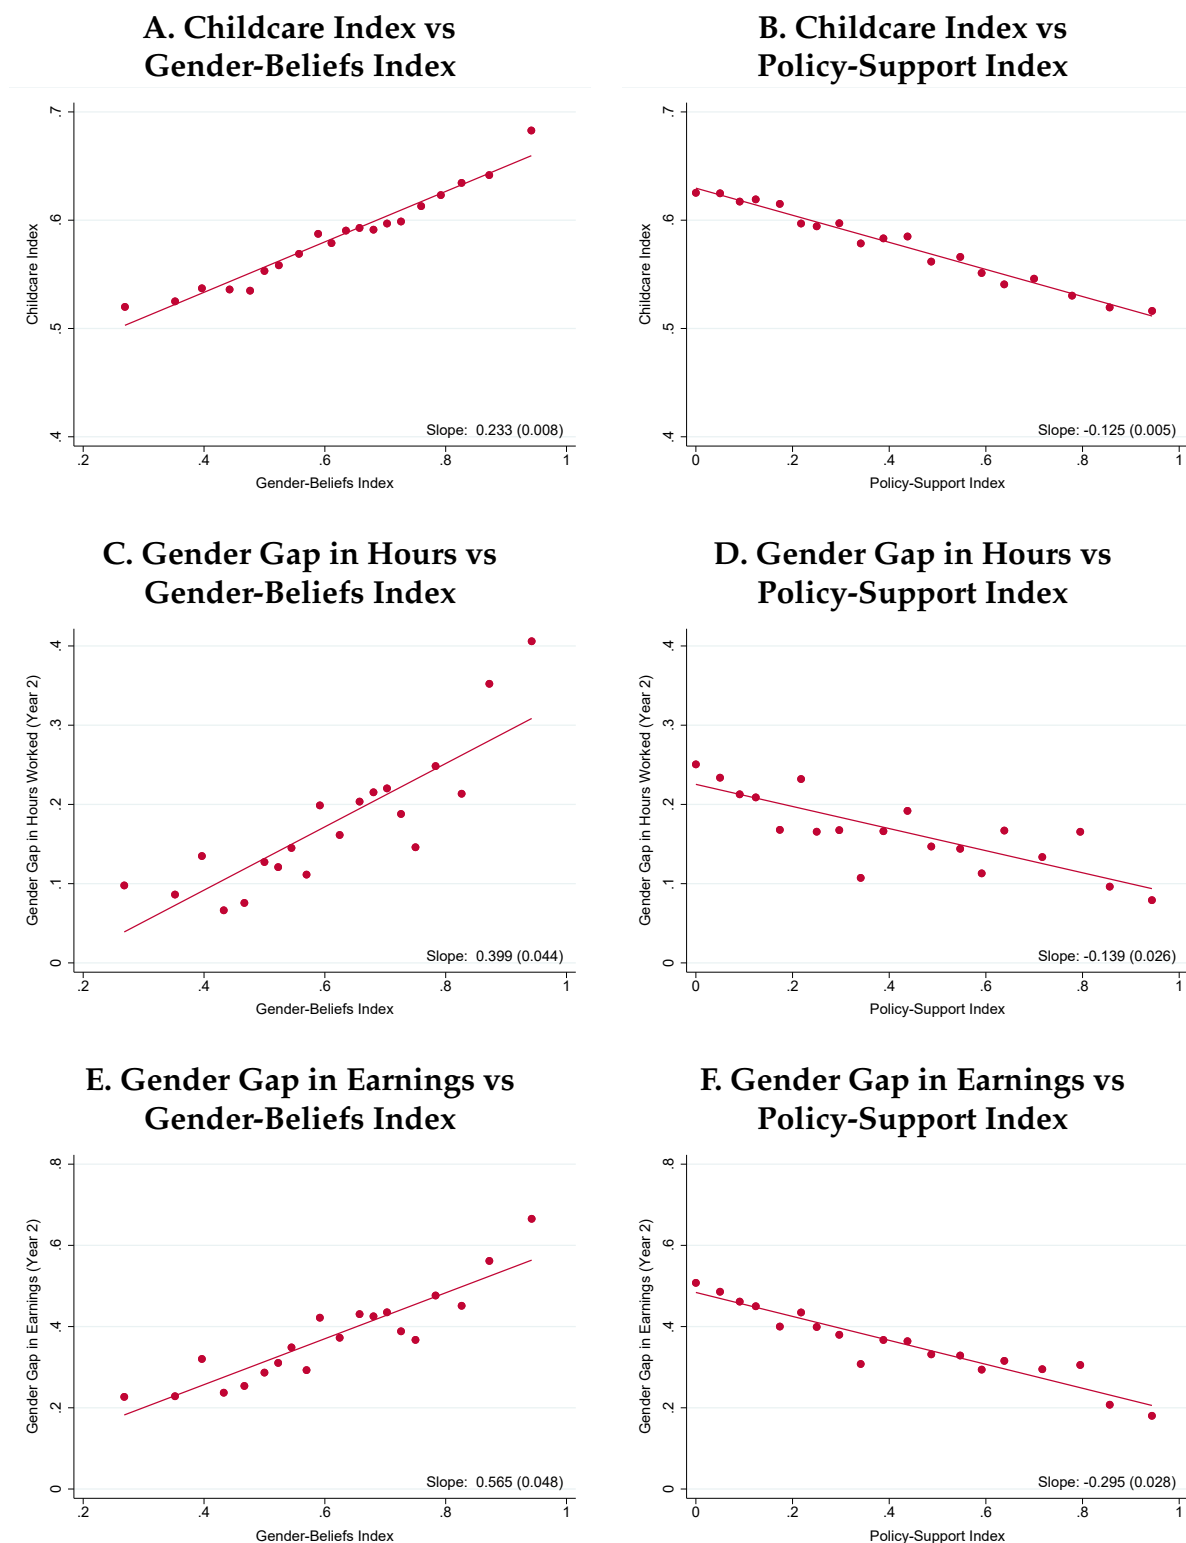 A. Childcare Index vs
Gender-Beliefs Index
Childcare Index
.7
.6
.5
.4
Slope: 0.233 (0.008)
.2 .4 .6 .8 1
Gender-Beliefs Index
B. Childcare Index vs
Policy-Support Index
Childcare Index
.7
.6
.5
.4
Slope: -0.125 (0.005)
0 .2 .4 .6 .8 1
Policy-Support Index
C. Gender Gap in Hours vs
Gender-Beliefs Index
Gender Gap in Hours Worked (Year 2)
.4
.3
.2
.1
0
Slope: 0.399 (0.044)
.2 .4 .6 .8 1
Gender-Beliefs Index
D. Gender Gap in Hours vs
Policy-Support Index
Gender Gap in Hours Worked (Year 2)
.4
.3
.2
.1
0
Slope: -0.139 (0.026)
0 .2 .4 .6 .8 1
Policy-Support Index
E. Gender Gap in Earnings vs
Gender-Beliefs Index
Gender Gap in Earnings (Year 2)
.8
.6
.4
.2
0
Slope: 0.565 (0.048)
.2 .4 .6 .8 1
Gender-Beliefs Index
F. Gender Gap in Earnings vs
Policy-Support Index
Gender Gap in Earnings (Year 2)
.8
.6
.4
.2
0
Slope: -0.295 (0.028)
0 .2 .4 .6 .8 1
Policy-Support Index